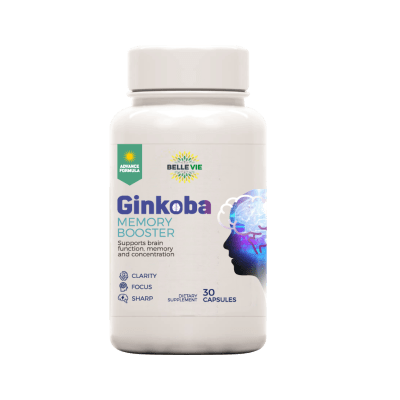 BELLE VIE
ADVANCE
FORMULA
Ginkoba
MEMORY
BOOSTER
Supports brain
function, memory
and concentration
CLARITY
FOCUS
SHARP
DIETARY
SUPPLEMENT
30
CAPSULES